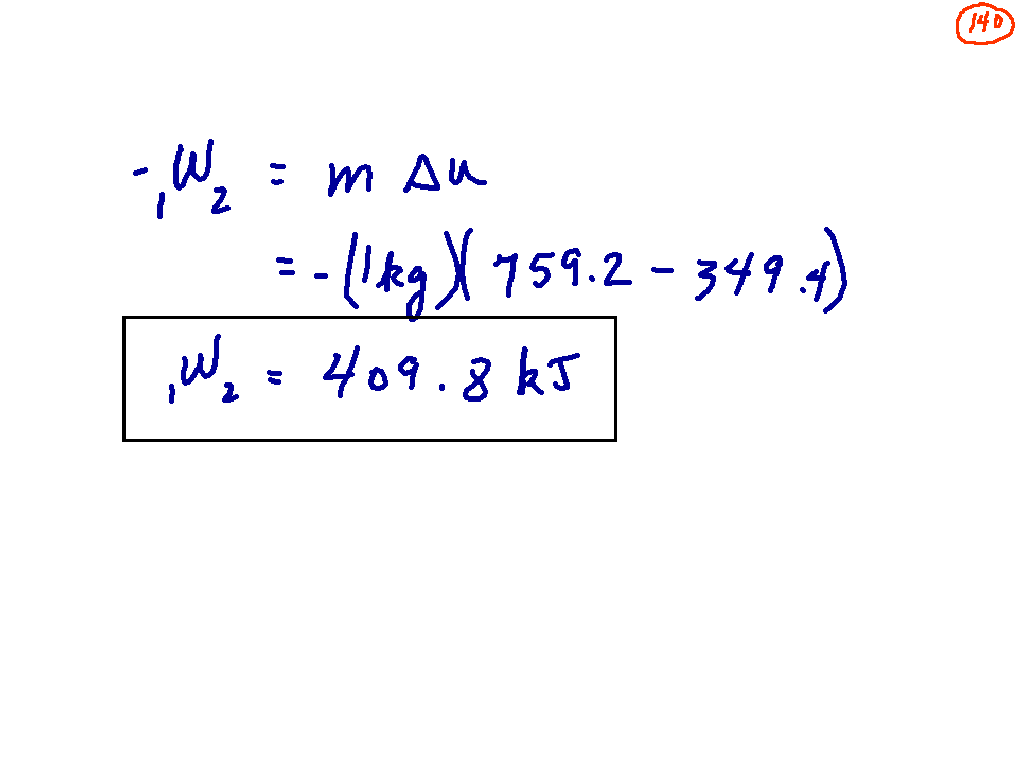 140
-₁W₂ = m Δu
= -(1kg)(759.2 - 349.4)
₁W₂ = 409.8 kJ